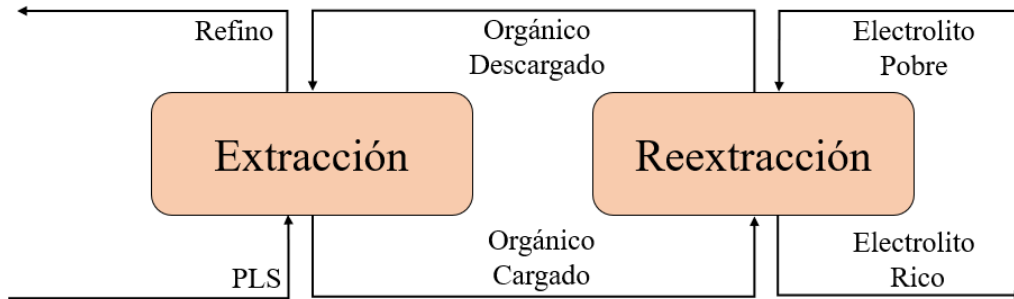 Refino
Orgánico
Descargado
Electrolito
Pobre
Extracción
Reextracción
PLS
Orgánico
Cargado
Electrolito
Rico